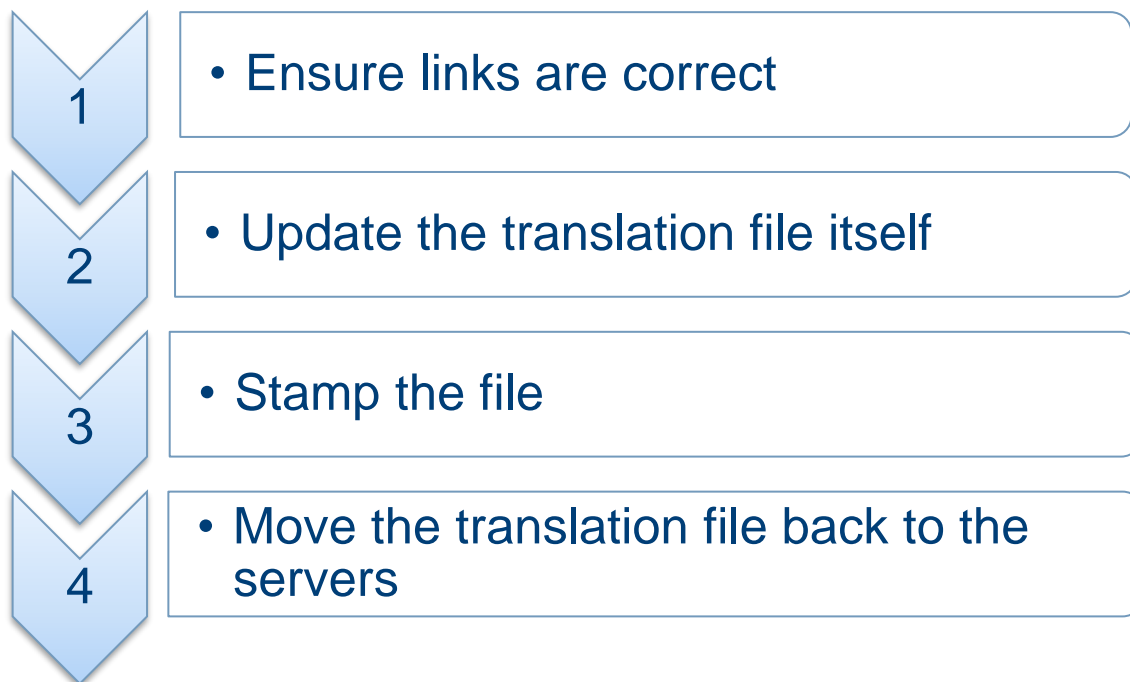 1
• Ensure links are correct
2
• Update the translation file itself
3
• Stamp the file
4
• Move the translation file back to the
servers